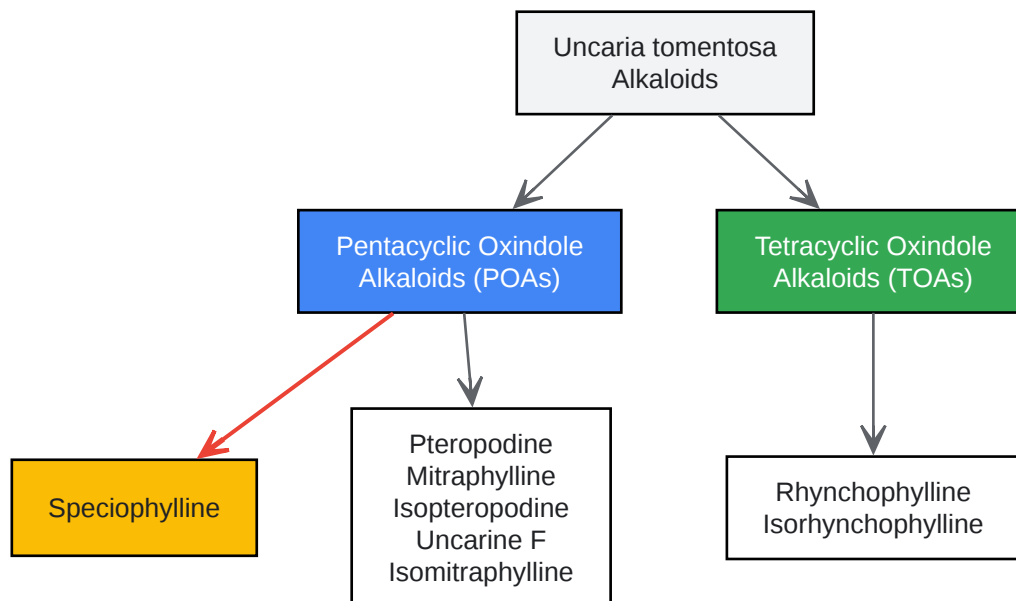 Uncaria tomentosa
Alkaloids
Pentacyclic Oxindole
Alkaloids (POAs)
Tetracyclic Oxindole
Alkaloids (TOAs)
Speciophylline
Pteropodine
Mitraphylline
Isopteropodine
Uncarine F
Isomitraphylline
Rhynchophylline
Isorhynchophylline